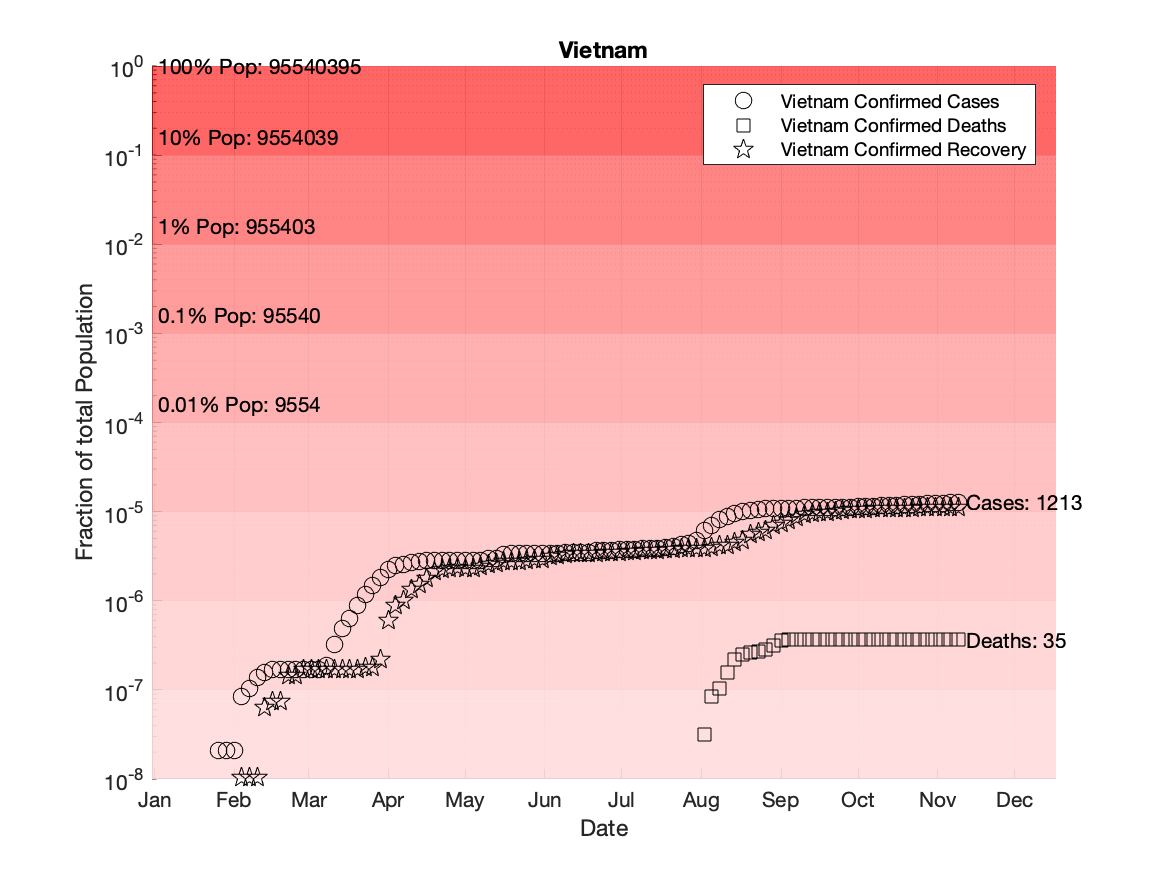 Vietnam
10^0
100% Pop: 95540395
Vietnam Confirmed Cases
Vietnam Confirmed Deaths
Vietnam Confirmed Recovery
10% Pop: 9554039
10^-1
1% Pop: 955403
10^-2
0.1% Pop: 95540
10^-3
0.01% Pop: 9554
10^-4
Fraction of total Population
10^-5
Cases: 1213
10^-6
Deaths: 35
10^-7
10^-8
Jan Feb Mar Apr May Jun Jul Aug Sep Oct Nov Dec
Date